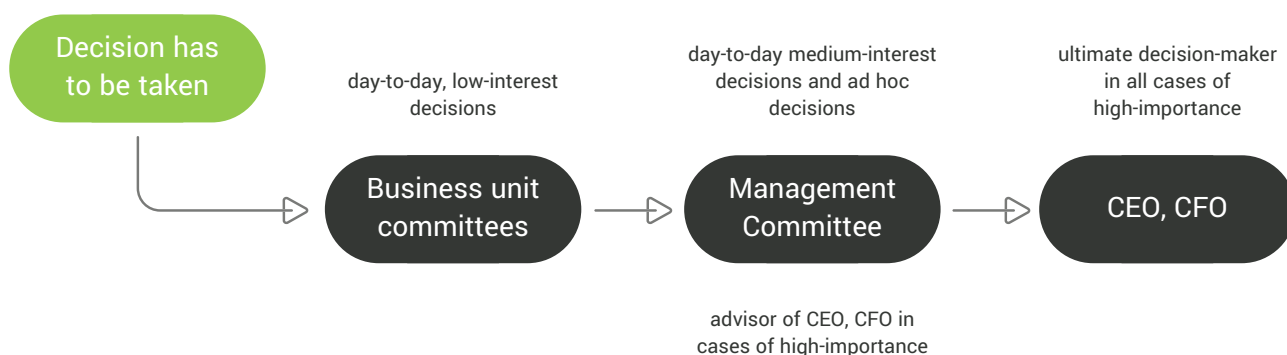 Decision has
to be taken
day-to-day, low-interest
decisions
day-to-day medium-interest
decisions and ad hoc
decisions
ultimate decision-maker
in all cases of
high-importance
Business unit
committees
Management
Committee
CEO, CFO
advisor of CEO, CFO in
cases of high-importance